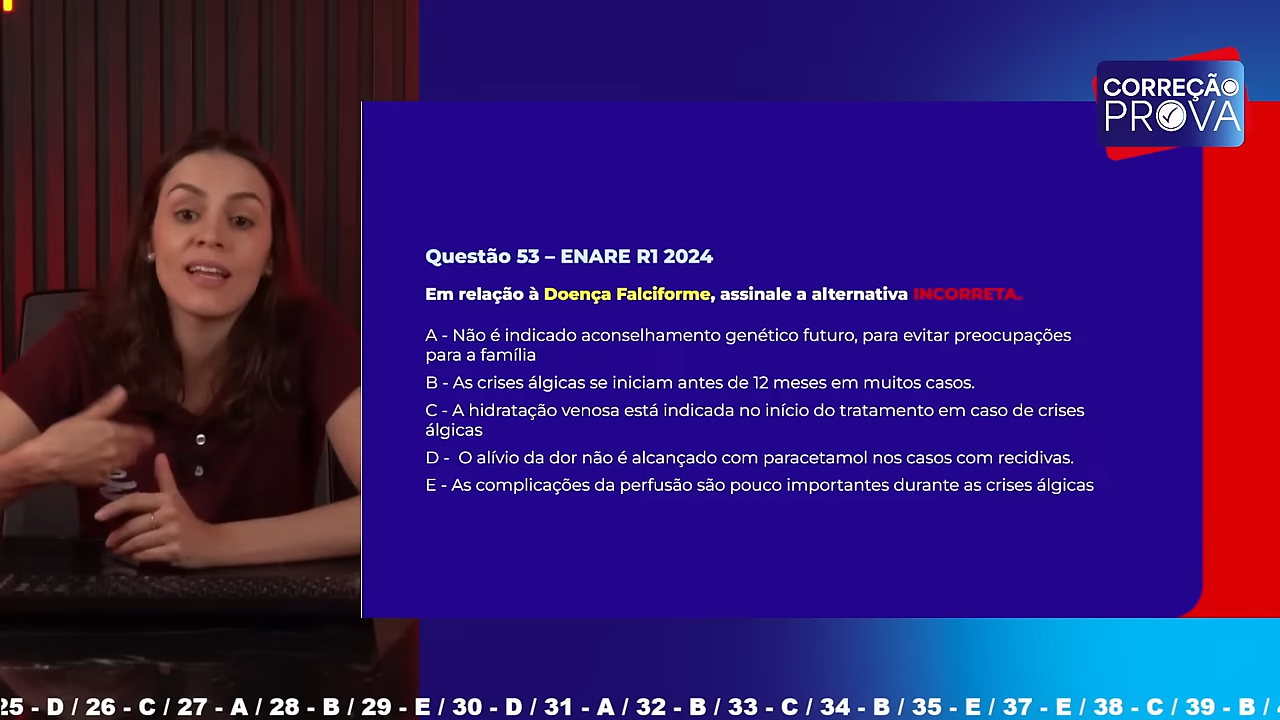 CORREÇÃO
PROVA
Questão 53 – ENARE R1 2024
Em relação à Doença Falciforme, assinale a alternativa INCORRETA.
A - Não é indicado aconselhamento genético futuro, para evitar preocupações
para a família
B - As crises álgicas se iniciam antes de 12 meses em muitos casos.
C - A hidratação venosa está indicada no início do tratamento em caso de crises
álgicas
D - O alívio da dor não é alcançado com paracetamol nos casos com recidivas.
E - As complicações da perfusão são pouco importantes durante as crises álgicas
25 - D / 26 - C / 27 - A / 28 - B / 29 - E / 30 - D / 31 - A / 32 - B / 33 - C / 34 - B / 35 - E / 37 - E / 38 - C / 39 - B /